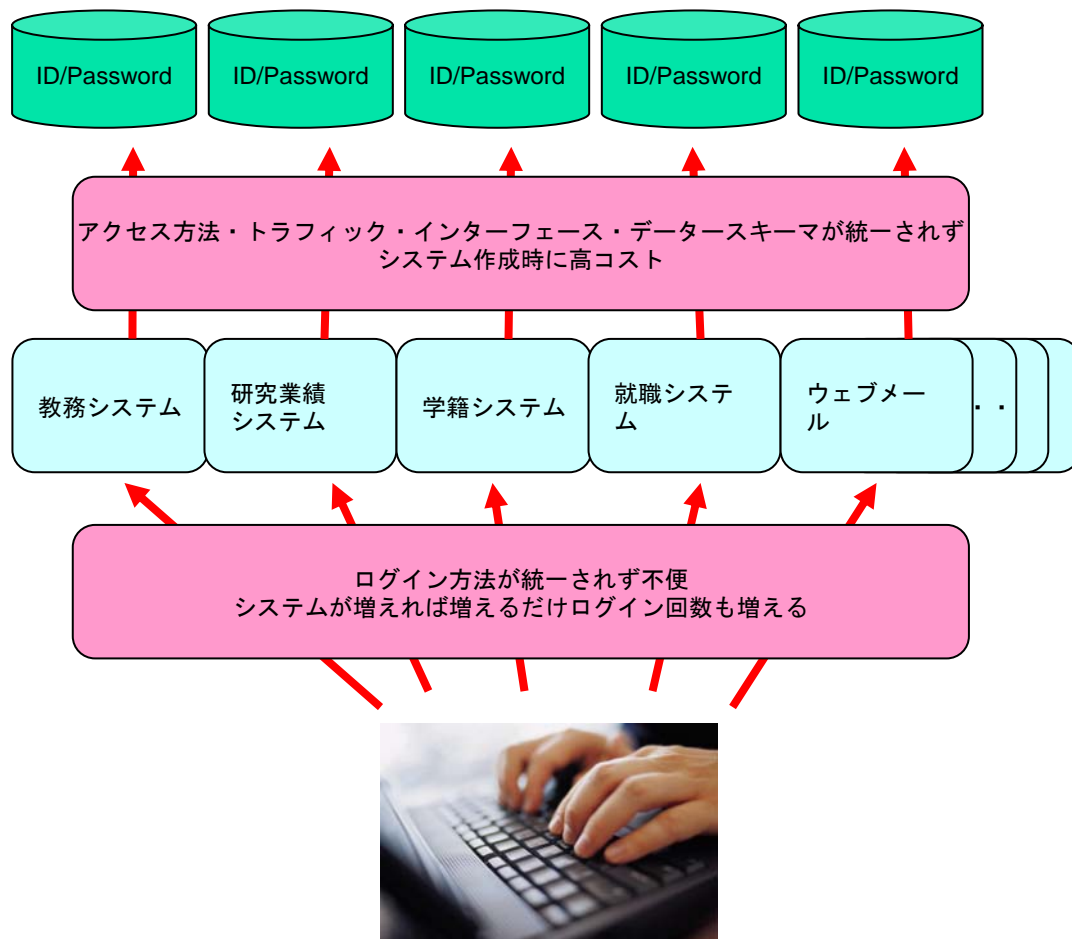 ID/Password ID/Password ID/Password ID/Password ID/Password
アクセス方法・トラフィック・インターフェース・データースキーマが統一されず
システム作成時に高コスト
教務システム
研究業績
システム
学籍システム
就職システ
ム
ウェブメー
ル
・・
ログイン方法が統一されず不便
システムが増えれば増えるだけログイン回数も増える